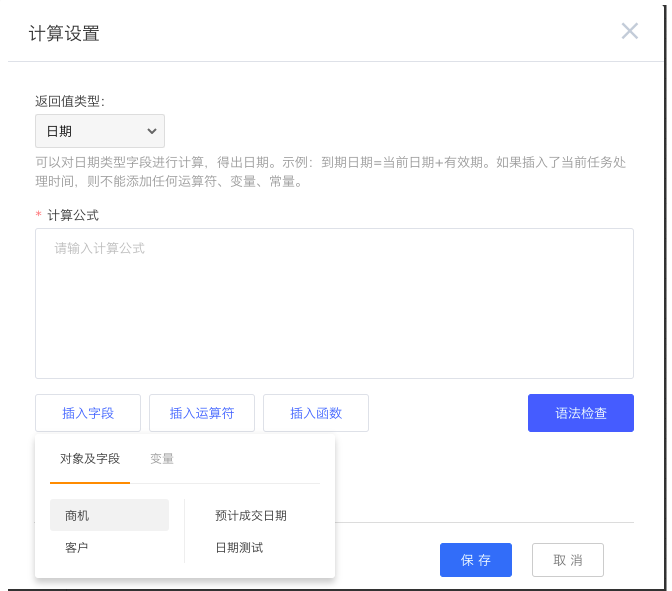 计算设置
返回值类型：
日期
可以对日期类型字段进行计算，得出日期。示例：到期日期=当前日期+有效期。如果插入了当前任务处
理时间，则不能添加任何运算符、变量、常量。
* 计算公式
请输入计算公式
插入字段 插入运算符 插入函数 语法检查
对象及字段 变量
商机 预计成交日期
客户 日期测试
保 存 取 消